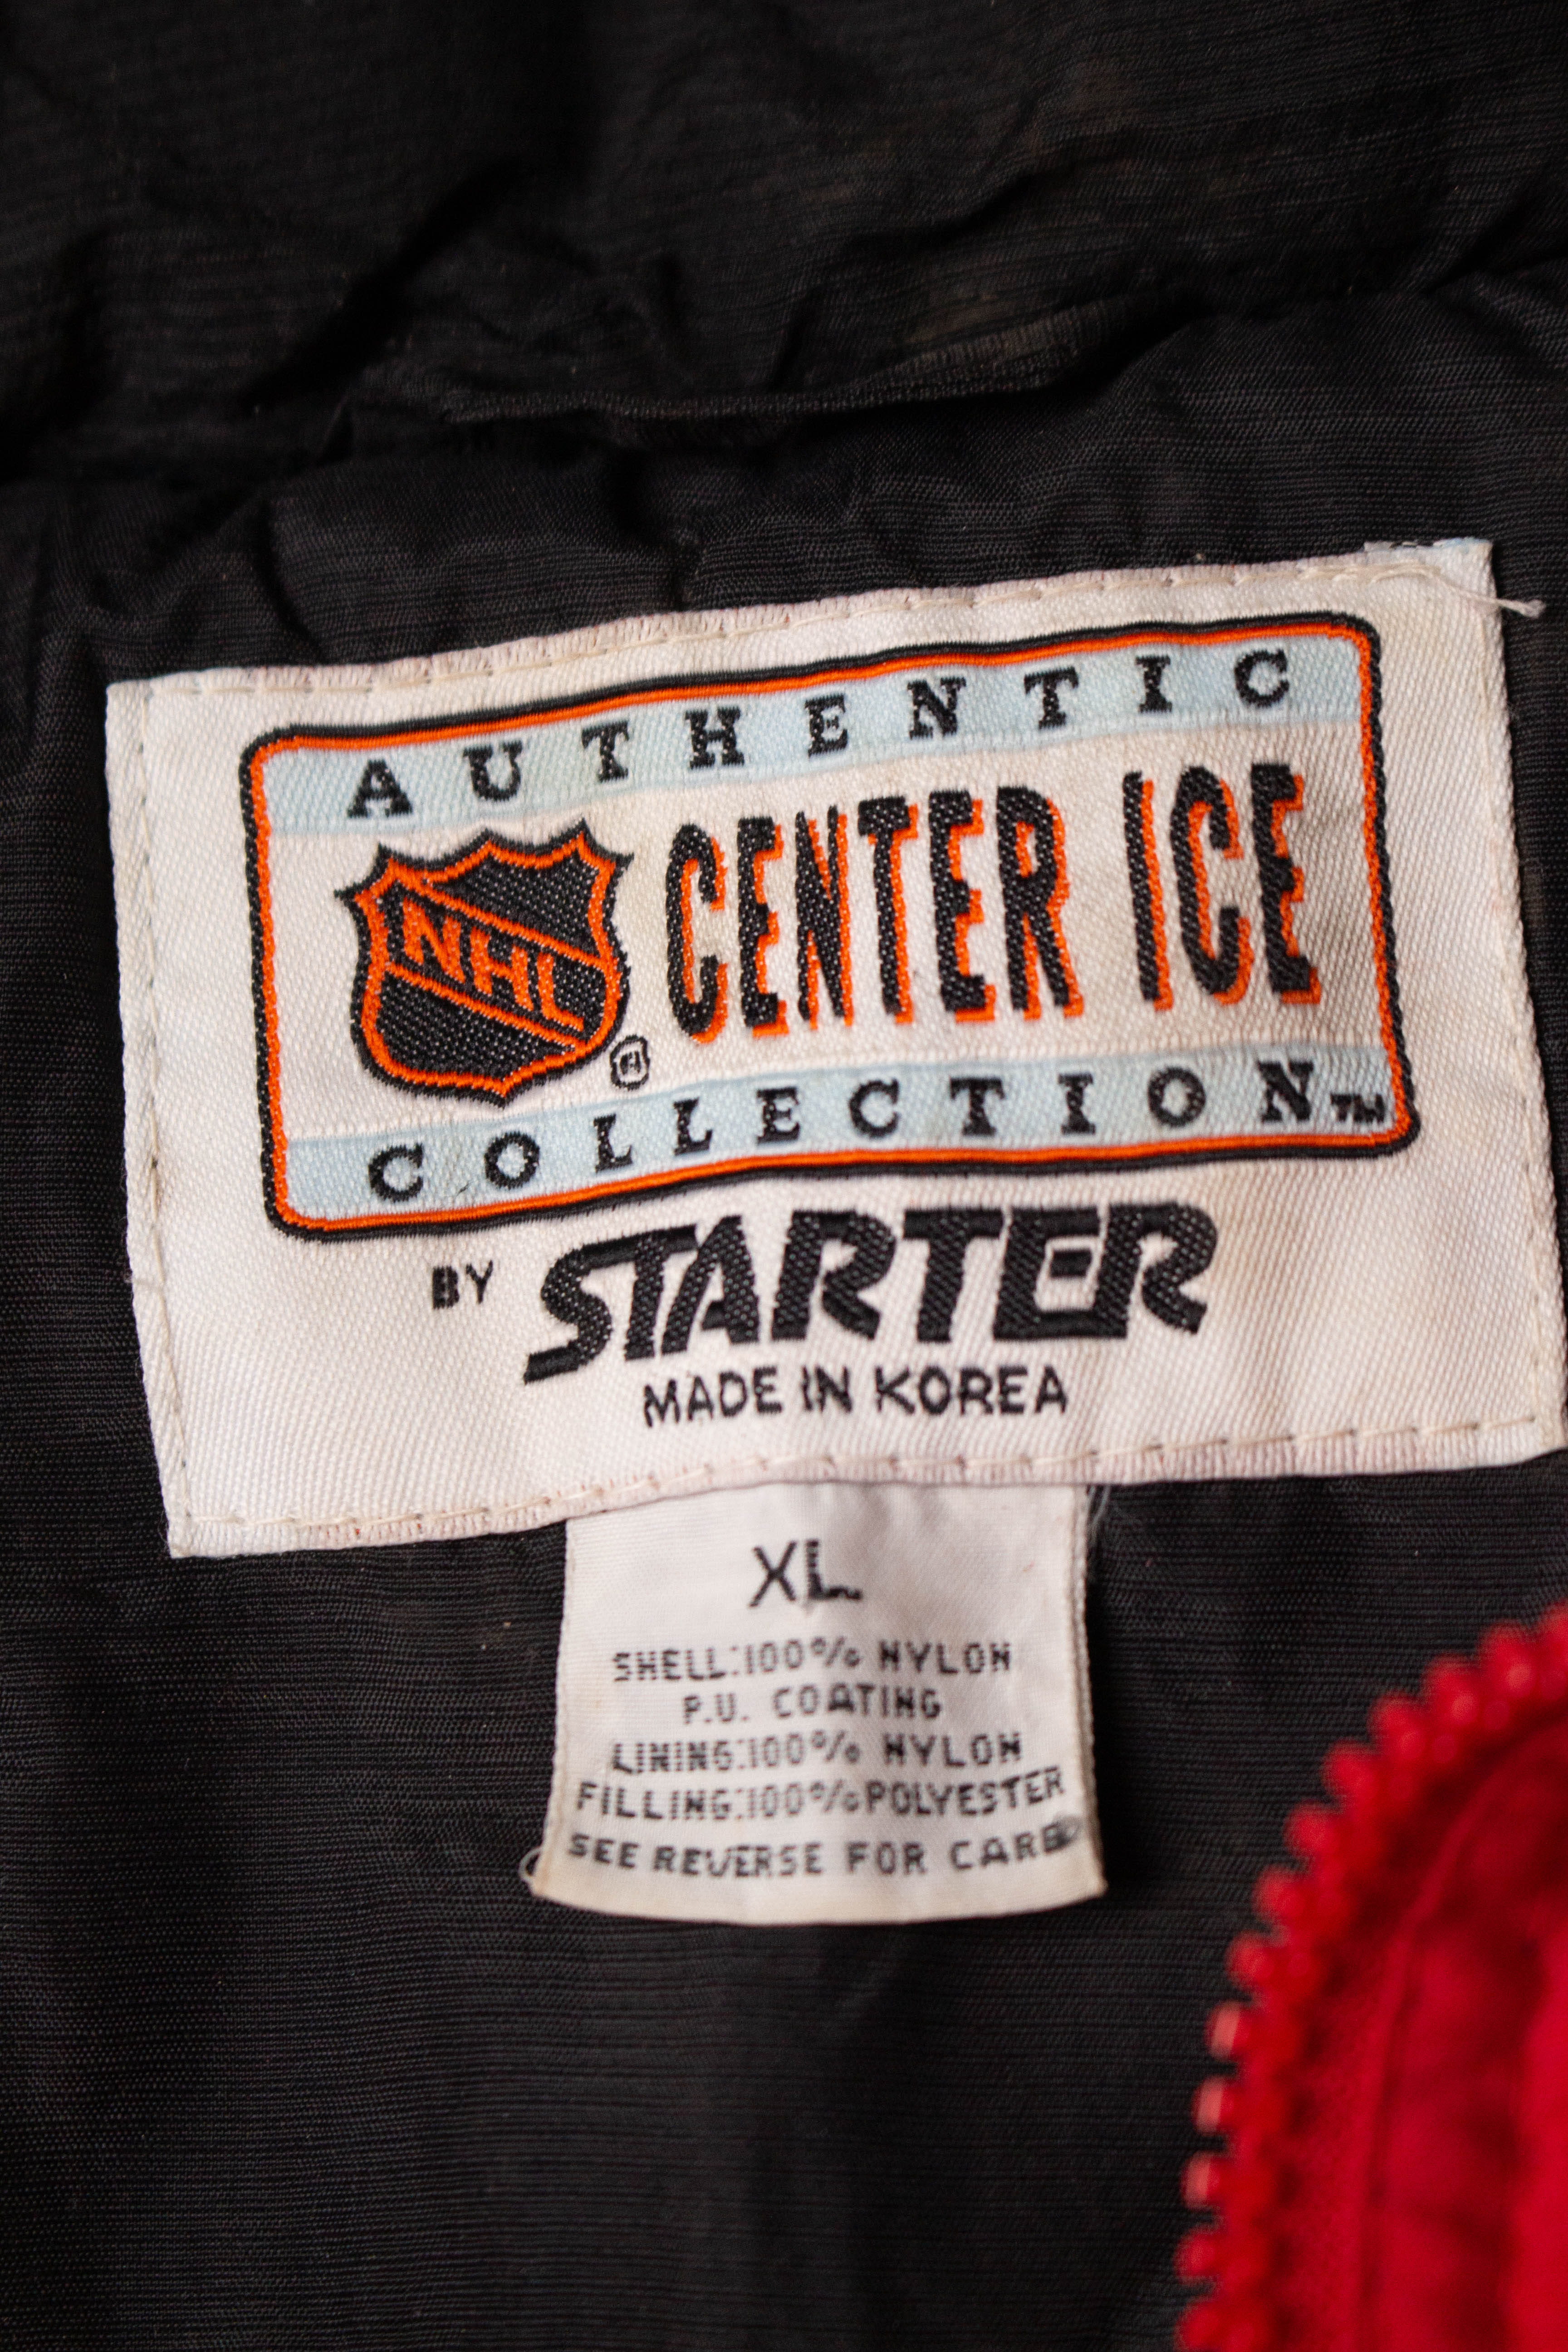 AUTHENTIC
NHL ® CENTER ICE
COLLECTION™
BY STARTER
MADE IN KOREA
XL
SHELL:100% NYLON
P.U. COATING
LINING:100% NYLON
FILLING:100% POLYESTER
SEE REVERSE FOR CARE